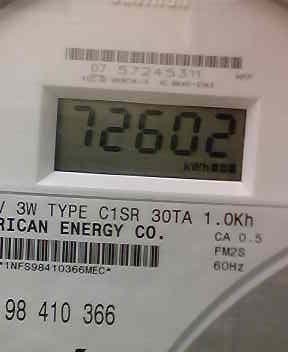 07 57245311
72602
kWh
V 3W TYPE C1SR 30TA 1.0Kh
RICAN ENERGY CO.
CA 0.5
FM2S
60Hz
*1NFS98410366MEC*
98 410 366